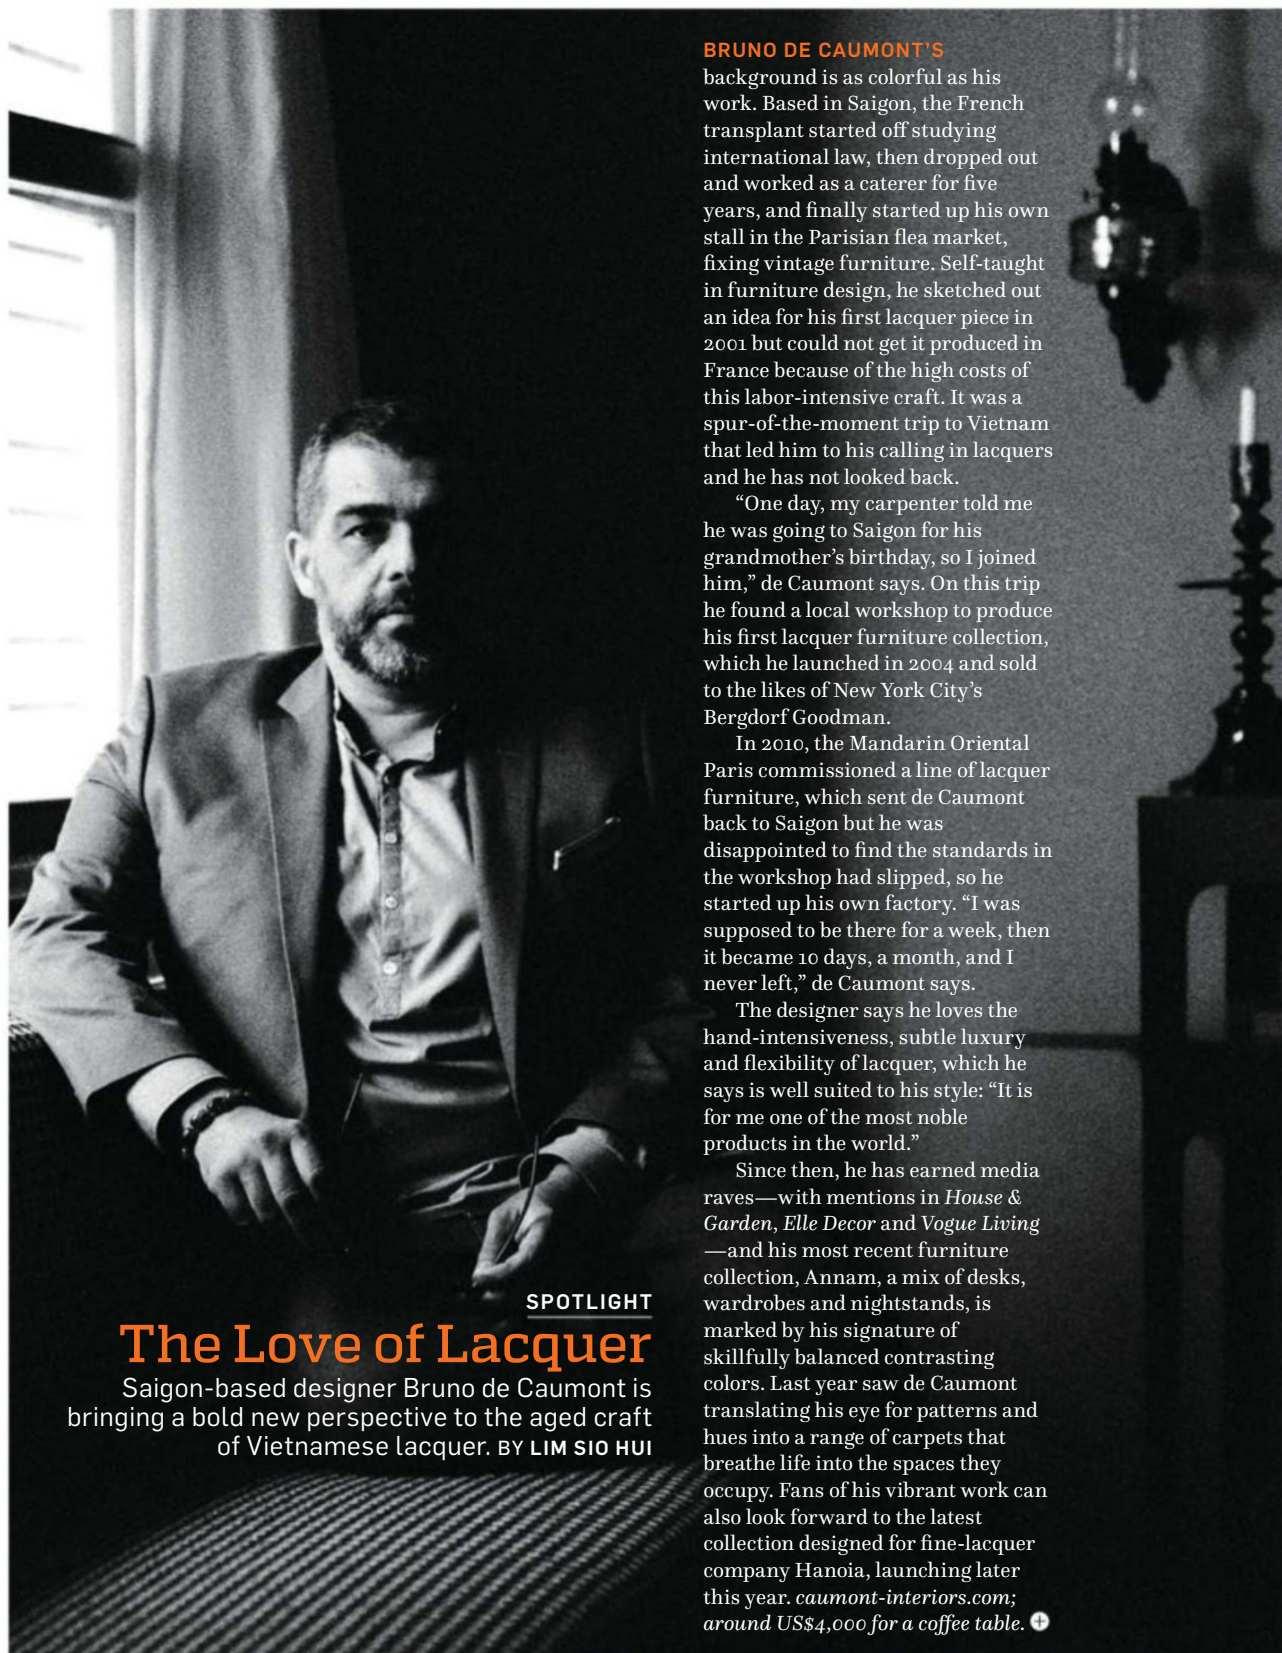 BRUNO DE CAUMONT'S
background is as colorful as his
work. Based in Saigon, the French
transplant started off studying
international law, then dropped out
and worked as a caterer for five
years, and finally started up his own
stall in the Parisian flea market,
fixing vintage furniture. Self-taught
in furniture design, he sketched out
an idea for his first lacquer piece in
2001 but could not get it produced in
France because of the high costs of
this labor-intensive craft. It was a
spur-of-the-moment trip to Vietnam
that led him to his calling in lacquers
and he has not looked back.
“One day, my carpenter told me
he was going to Saigon for his
grandmother’s birthday, so I joined
him,” de Caumont says. On this trip
he found a local workshop to produce
his first lacquer furniture collection,
which he launched in 2004 and sold
to the likes of New York City’s
Bergdorf Goodman.
In 2010, the Mandarin Oriental
Paris commissioned a line of lacquer
furniture, which sent de Caumont
back to Saigon but he was
disappointed to find the standards in
the workshop had slipped, so he
started up his own factory. “I was
supposed to be there for a week, then
it became 10 days, a month, and I
never left,” de Caumont says.
The designer says he loves the
hand-intensiveness, subtle luxury
and flexibility of lacquer, which he
says is well suited to his style: “It is
for me one of the most noble
products in the world.”
Since then, he has earned media
raves—with mentions in House &
Garden, Elle Decor and Vogue Living
—and his most recent furniture
collection, Annam, a mix of desks,
wardrobes and nightstands, is
marked by his signature of
skillfully balanced contrasting
colors. Last year saw de Caumont
translating his eye for patterns and
hues into a range of carpets that
breathe life into the spaces they
occupy. Fans of his vibrant work can
also look forward to the latest
collection designed for fine-lacquer
company Hanoia, launching later
this year. caumont-interiors.com;
around US$4,000 for a coffee table.
SPOTLIGHT
The Love of Lacquer
Saigon-based designer Bruno de Caumont is
bringing a bold new perspective to the aged craft
of Vietnamese lacquer. BY LIM SIO HUI